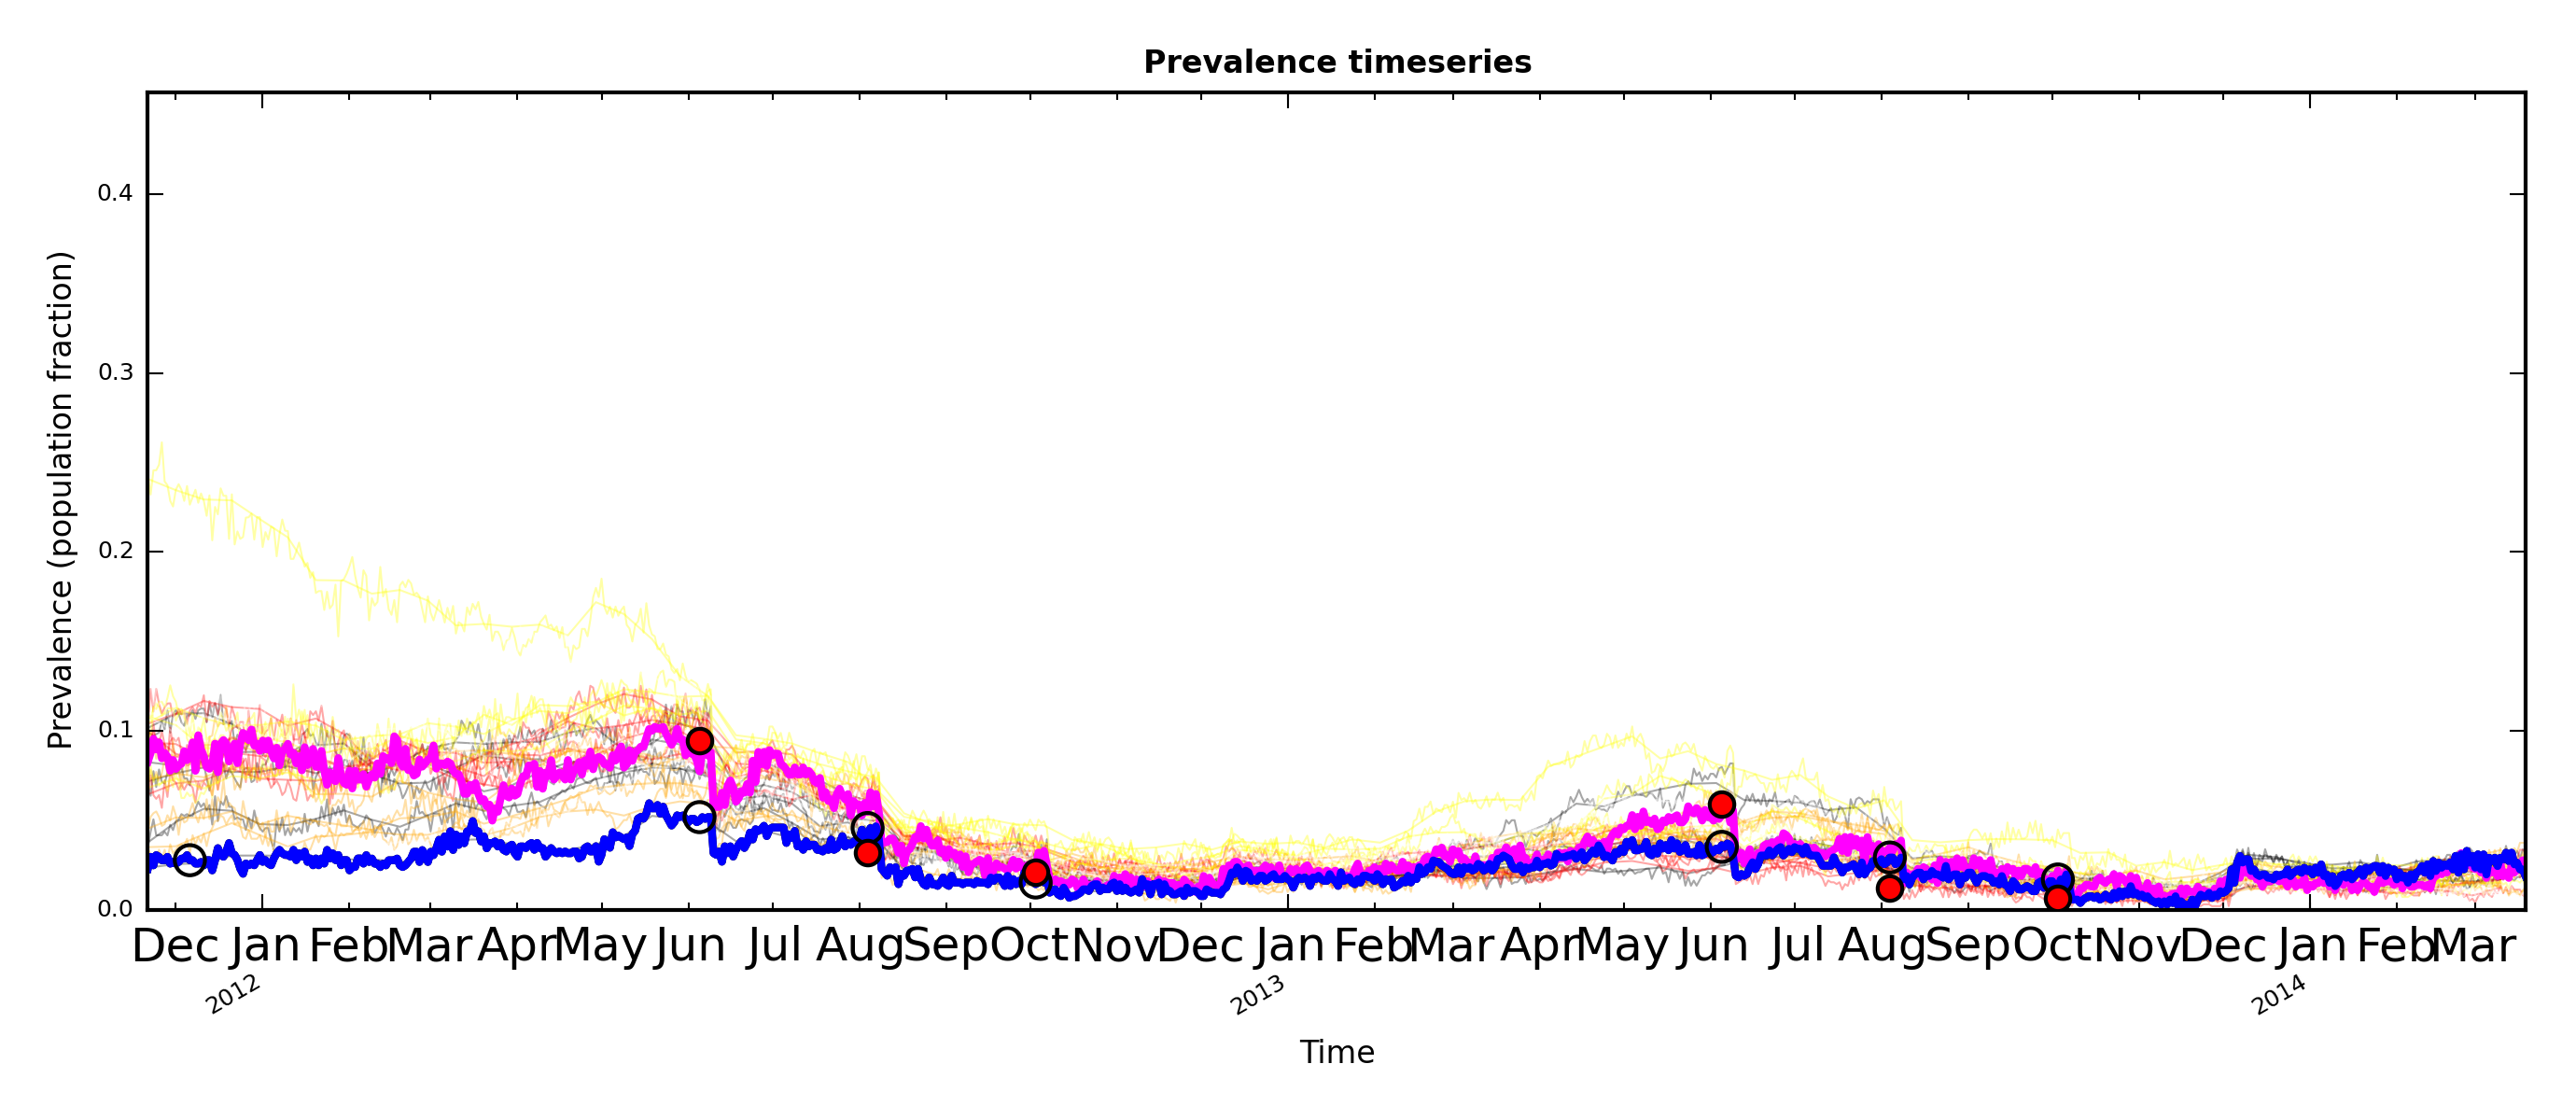 Prevalence timeseries
Prevalence (population fraction)
0.4
0.3
0.2
0.1
0.0
Dec Jan Feb Mar Apr May Jun Jul Aug Sep Oct Nov Dec Jan Feb Mar Apr May Jun Jul Aug Sep Oct Nov Dec Jan Feb Mar
2012 2013 2014
Time